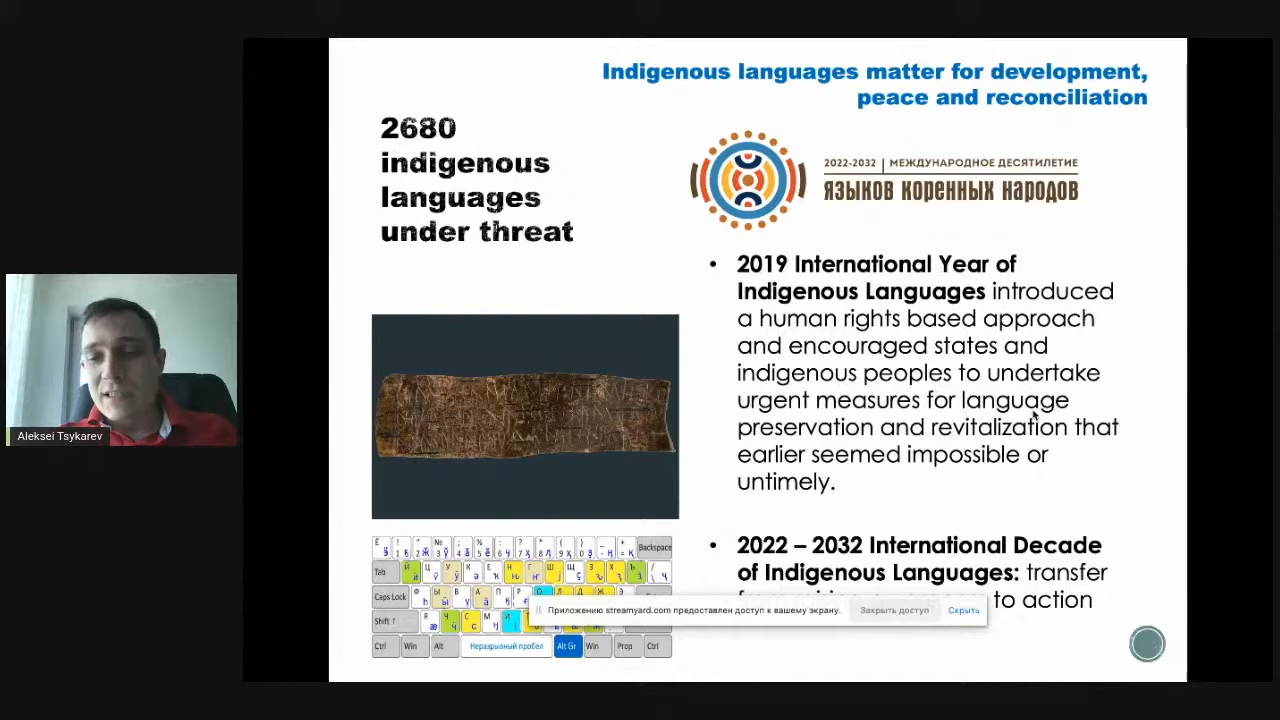 Indigenous languages matter for development,
peace and reconciliation
2680
indigenous
languages
under threat
2022-2032 | МЕЖДУНАРОДНОЕ ДЕСЯТИЛЕТИЕ
ЯЗЫКОВ КОРЕННЫХ НАРОДОВ
• 2019 International Year of
Indigenous Languages introduced
a human rights based approach
and encouraged states and
indigenous peoples to undertake
urgent measures for language
preservation and revitalization that
earlier seemed impossible or
untimely.
• 2022 – 2032 International Decade
of Indigenous Languages: transfer
to action
Aleksei Tsykarev
Backspace
Tab
Caps Lock
Shift ↑
Ctrl Win Alt Неразрывный пробел Alt Gr Win Prop Ctrl
Приложению streamyard.com предоставлен доступ к вашему экрану. Закрыть доступ Скрыть